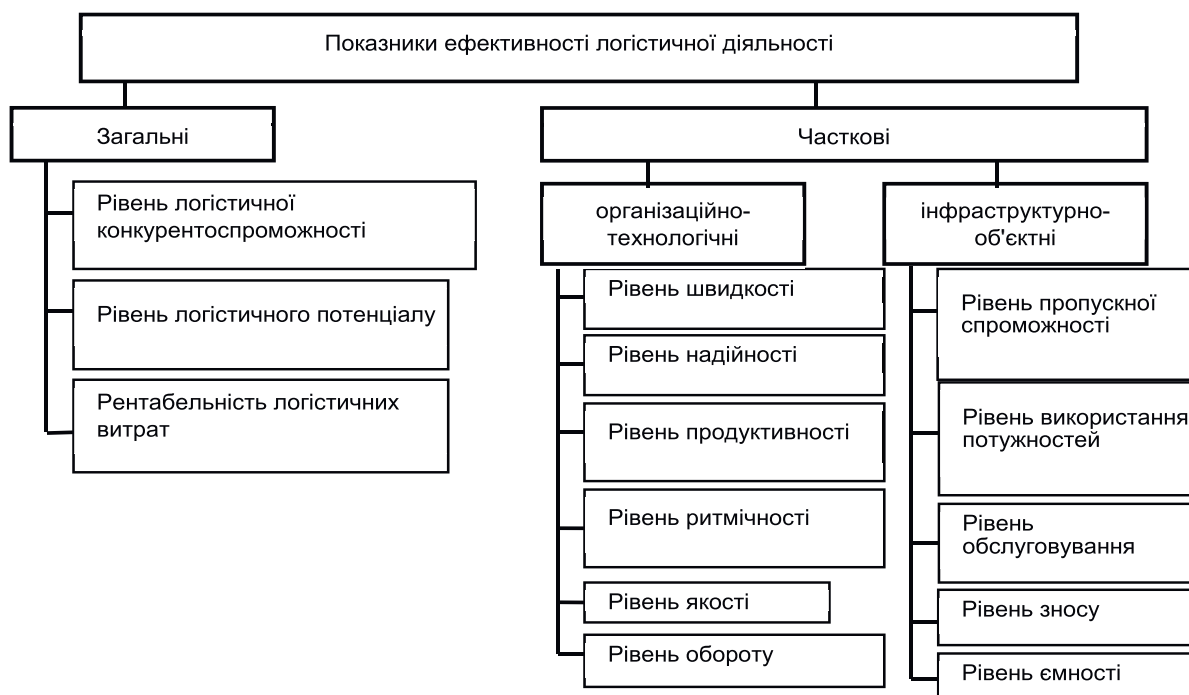 Показники ефективності логістичної діяльності
Загальні
Рівень логістичної
конкурентоспроможності
Рівень логістичного потенціалу
Рентабельність логістичних
витрат
Часткові
організаційно-
технологічні
Рівень швидкості
Рівень надійності
Рівень продуктивності
Рівень ритмічності
Рівень якості
Рівень обороту
інфраструктурно-
об'єктні
Рівень пропускної
спроможності
Рівень використання
потужностей
Рівень
обслуговування
Рівень зносу
Рівень ємності